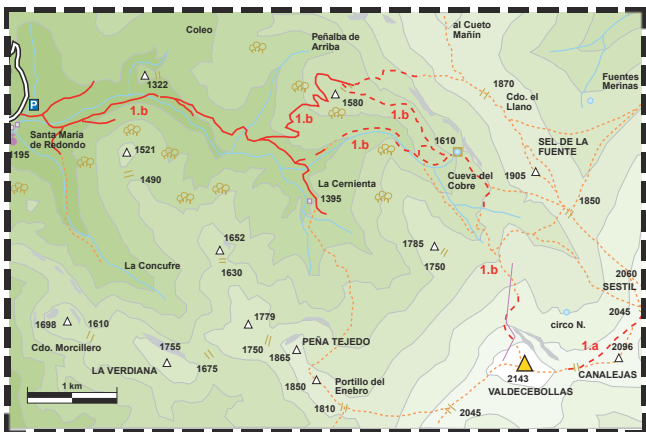 Coleo
al Cueto
Mañin
Peñalba de
Arriba
1322
1870
Fuentes
Merinas
1580
P
1.b
Cdo. el
Llano
1.b
1.b
Santa María
de Redondo
1195
1.b
1610
SEL DE LA
FUENTE
1521
1490
La Cernienta
1395
Cueva del
Cobre
1905
1850
1652
1630
1785
1750
La Concufre
1.b
2060
SESTIL
2045
1698
1610
1779
circo N.
Cdo. Morcillero
1750
1865
PEÑA TEJEDO
1.a
2096
1755
1675
LA VERDIANA
2143
CANALEJAS
1850
Portillo del
Enebro
VALDECEBOLLAS
1 km
1810
2045